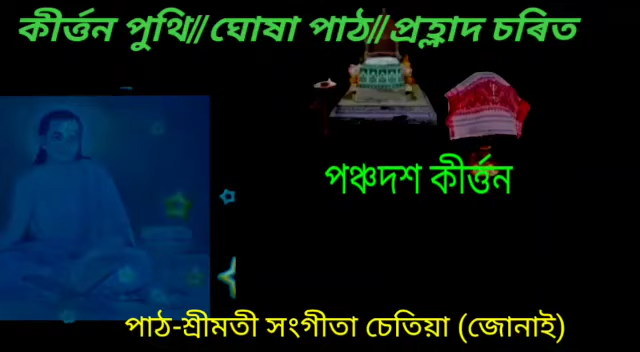 কীৰ্ত্তন পুথি// ঘোষা পাঠ// প্ৰহ্লাদ চৰিত
পঞ্চদশ কীৰ্ত্তন
পাঠ-শ্ৰীমতী সংগীতা চেতিয়া (জোনাই)